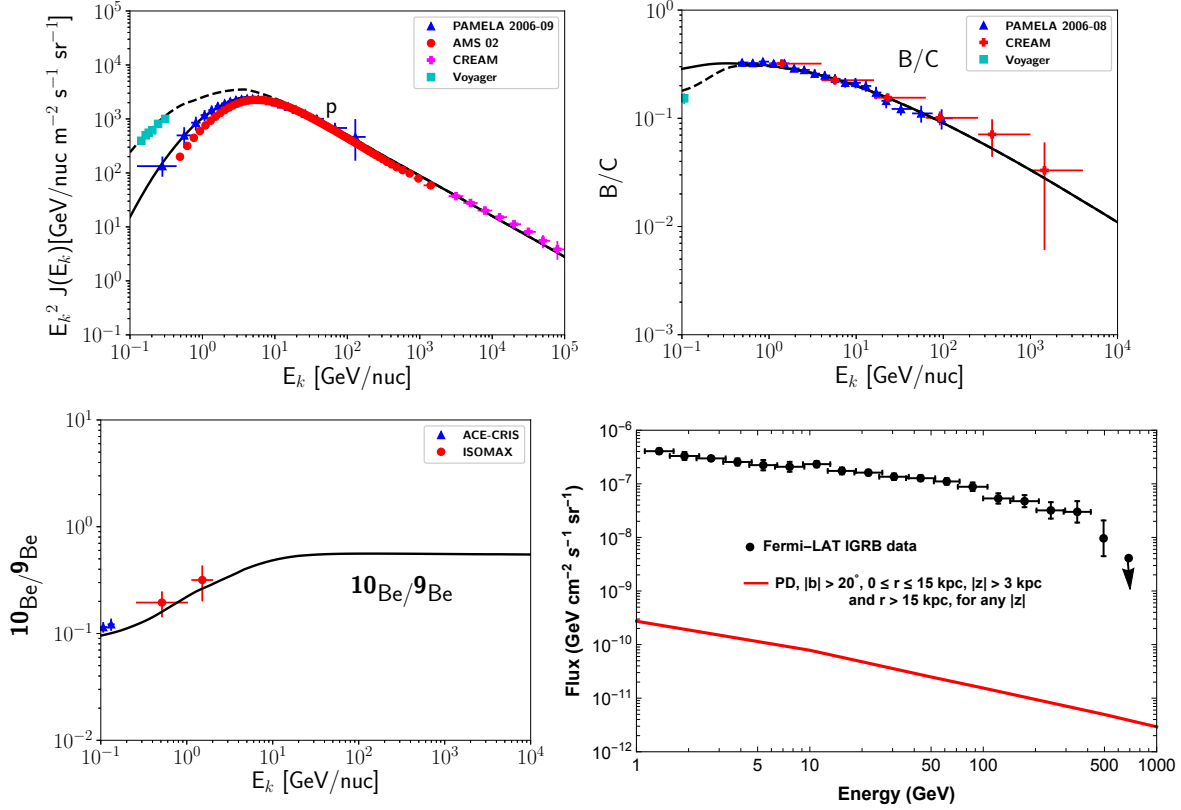 10^5
10^4
10^3
10^2
10^1
10^0
10^-1
E_k^2 J(E_k)[GeV/nuc m^-2 s^-1 sr^-1]
PAMELA 2006-09
AMS 02
CREAM
Voyager
p
10^-1 10^0 10^1 10^2 10^3 10^4 10^5
E_k [GeV/nuc]
10^0
10^-1
10^-2
10^-3
B/C
PAMELA 2006-08
CREAM
Voyager
B/C
10^-1 10^0 10^1 10^2 10^3 10^4
E_k [GeV/nuc]
10^1
10^0
10^-1
10^-2
10Be/9Be
ACE-CRIS
ISOMAX
10Be/9Be
10^-1 10^0 10^1 10^2 10^3 10^4
E_k [GeV/nuc]
10^-6
10^-7
10^-8
10^-9
10^-10
10^-11
10^-12
Flux (GeV cm^-2 s^-1 sr^-1)
Fermi-LAT IGRB data
PD, |b| > 20°, 0 ≤ r ≤ 15 kpc, |z| > 3 kpc
and r > 15 kpc, for any |z|
1 5 10 50 100 500 1000
Energy (GeV)